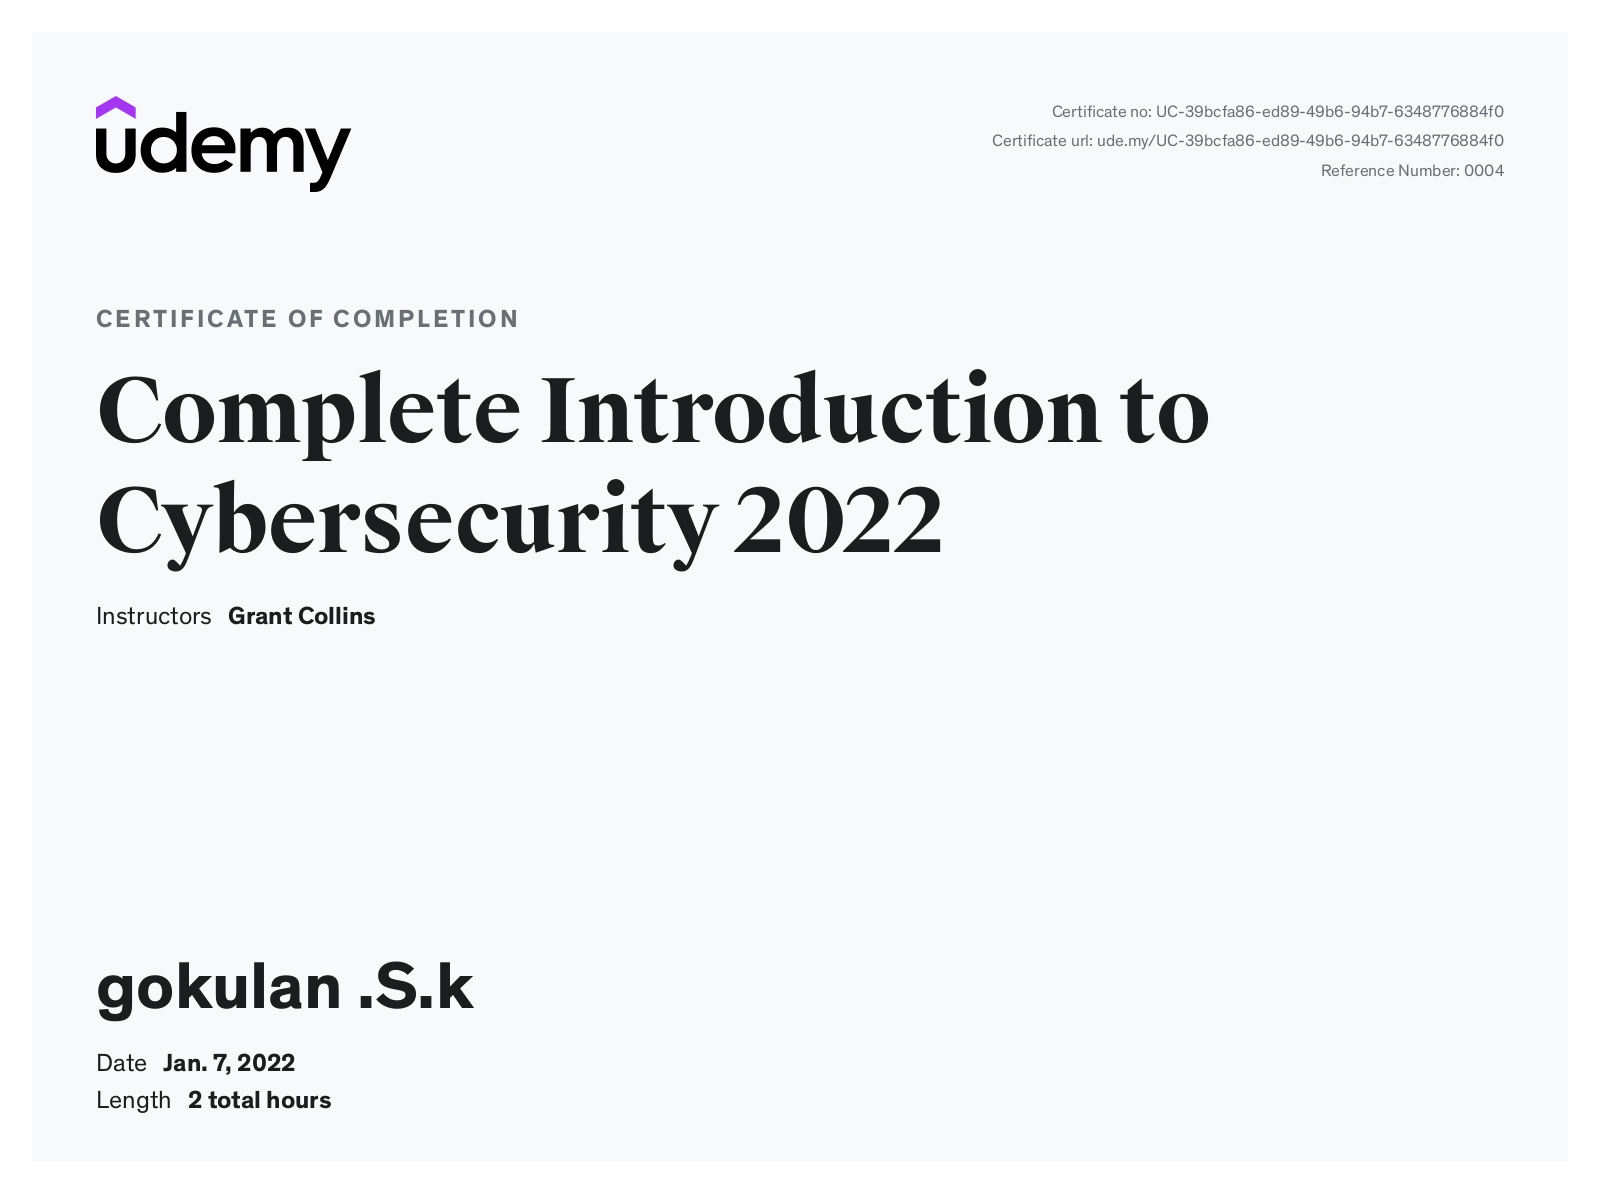 udemy
Certificate no: UC-39bcfa86-ed89-49b6-94b7-6348776884f0
Certificate url: ude.my/UC-39bcfa86-ed89-49b6-94b7-6348776884f0
Reference Number: 0004
CERTIFICATE OF COMPLETION
Complete Introduction to
Cybersecurity 2022
Instructors Grant Collins
gokulan .S.k
Date Jan. 7, 2022
Length 2 total hours